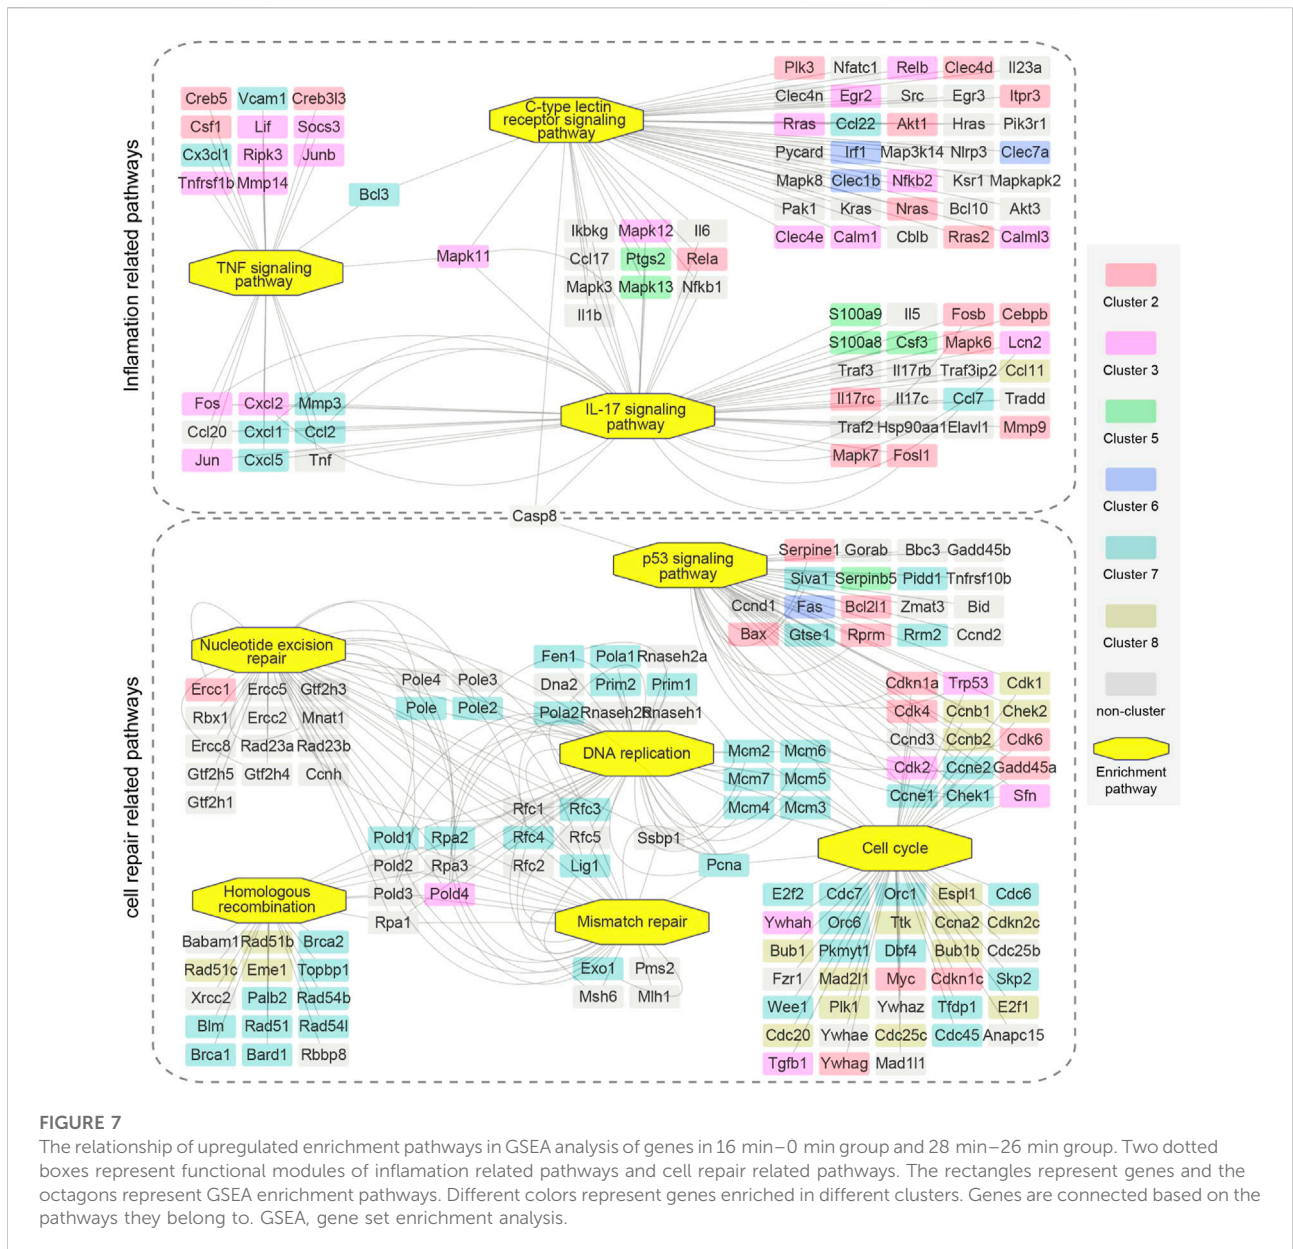 Inflamation related pathways
Creb5 Vcam1 Creb3l3
Csf1 Lif Socs3
Cx3cl1 Ripk3 Junb
Tnfrsf1b Mmp14
Bcl3
TNF signaling
pathway
Mapk11
C-type lectin
receptor signaling
pathway
Plk3 Nfatc1 Relb Clec4d Il23a
Clec4n Egr2 Src Egr3 Itpr3
Rras Ccl22 Akt1 Hras Pik3r1
Pycard Irf1 Map3k14 Nlrp3 Clec7a
Mapk8 Clec1b Nfkb2 Ksr1 Mapkapk2
Pak1 Kras Nras Bcl10 Akt3
Clec4e Calm1 Cblb Rras2 Calml3
Ikbkg Mapk12 Il6
Ccl17 Ptgs2 Rela
Mapk3 Mapk13 Nfkb1
Il1b
Fos Cxcl2 Mmp3
Ccl20 Cxcl1 Ccl2
Jun Cxcl5 Tnf
IL-17 signaling
pathway
S100a9 Il5 Fosb Cebpb
S100a8 Csf3 Mapk6 Lcn2
Traf3 Il17rb Traf3ip2 Ccl11
Il17rc Il17c Ccl7 Tradd
Traf2 Hsp90aa1 Elavl1 Mmp9
Mapk7 Fosl1
Casp8
cell repair related pathways
p53 signaling
pathway
Serpine1 Gorab Bbc3 Gadd45b
Siva1 Serpinb5 Pidd1 Tnfrsf10b
Ccnd1 Fas Bcl2l1 Zmat3 Bid
Bax Gtse1 Rprm Rrm2 Ccnd2
Nucleotide excision
repair
Ercc1 Ercc5 Gtf2h3
Rbx1 Ercc2 Mnat1
Ercc8 Rad23a Rad23b
Gtf2h5 Gtf2h4 Ccnh
Gtf2h1
Pole4 Pole3
Pole Pole2
Fen1 Pola1 Rnaseh2a
Dna2 Prim2 Prim1
Pola2 Rnaseh2b Rnaseh1
DNA replication
Cdkn1a Trp53 Cdk1
Cdk4 Ccnb1 Chek2
Ccnd3 Ccnb2 Cdk6
Cdk2 Ccne2 Gadd45a
Ccne1 Chek1 Sfn
Mcm2 Mcm6
Mcm7 Mcm5
Mcm4 Mcm3
Rfc1 Rfc3
Rfc4 Rfc5
Rfc2 Lig1
Ssbp1
Pcna
Pold1 Rpa2
Pold2 Rpa3
Pold3 Pold4
Rpa1
Cell cycle
Homologous
recombination
Mismatch repair
Babam1 Rad51b Brca2
Rad51c Eme1 Topbp1
Xrcc2 Palb2 Rad54b
Blm Rad51 Rad54l
Brca1 Bard1 Rbbp8
Exo1 Pms2
Msh6 Mlh1
E2f2 Cdc7 Orc1 Espl1 Cdc6
Ywhah Orc6 Ttk Ccna2 Cdkn2c
Bub1 Pkmyt1 Dbf4 Bub1b Cdc25b
Fzr1 Mad2l1 Myc Cdkn1c Skp2
Wee1 Plk1 Ywhaz Tfdp1 E2f1
Cdc20 Ywhae Cdc25c Cdc45 Anapc15
Tgfb1 Ywhag Mad1l1
Cluster 2
Cluster 3
Cluster 5
Cluster 6
Cluster 7
Cluster 8
non-cluster
Enrichment
pathway
FIGURE 7
The relationship of upregulated enrichment pathways in GSEA analysis of genes in 16 min–0 min group and 28 min–26 min group. Two dotted
boxes represent functional modules of inflamation related pathways and cell repair related pathways. The rectangles represent genes and the
octagons represent GSEA enrichment pathways. Different colors represent genes enriched in different clusters. Genes are connected based on the
pathways they belong to. GSEA, gene set enrichment analysis.